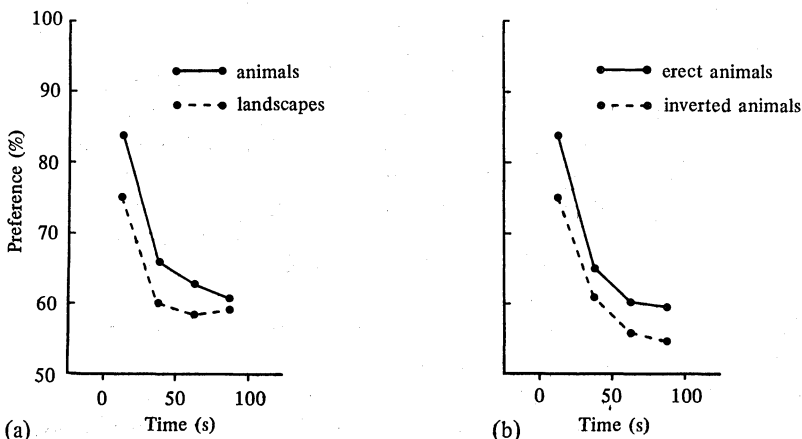 100
90
80
70
60
50
Preference (%)
animals
landscapes
0 50 100
Time (s)
(a)
erect animals
inverted animals
0 50 100
Time (s)
(b)